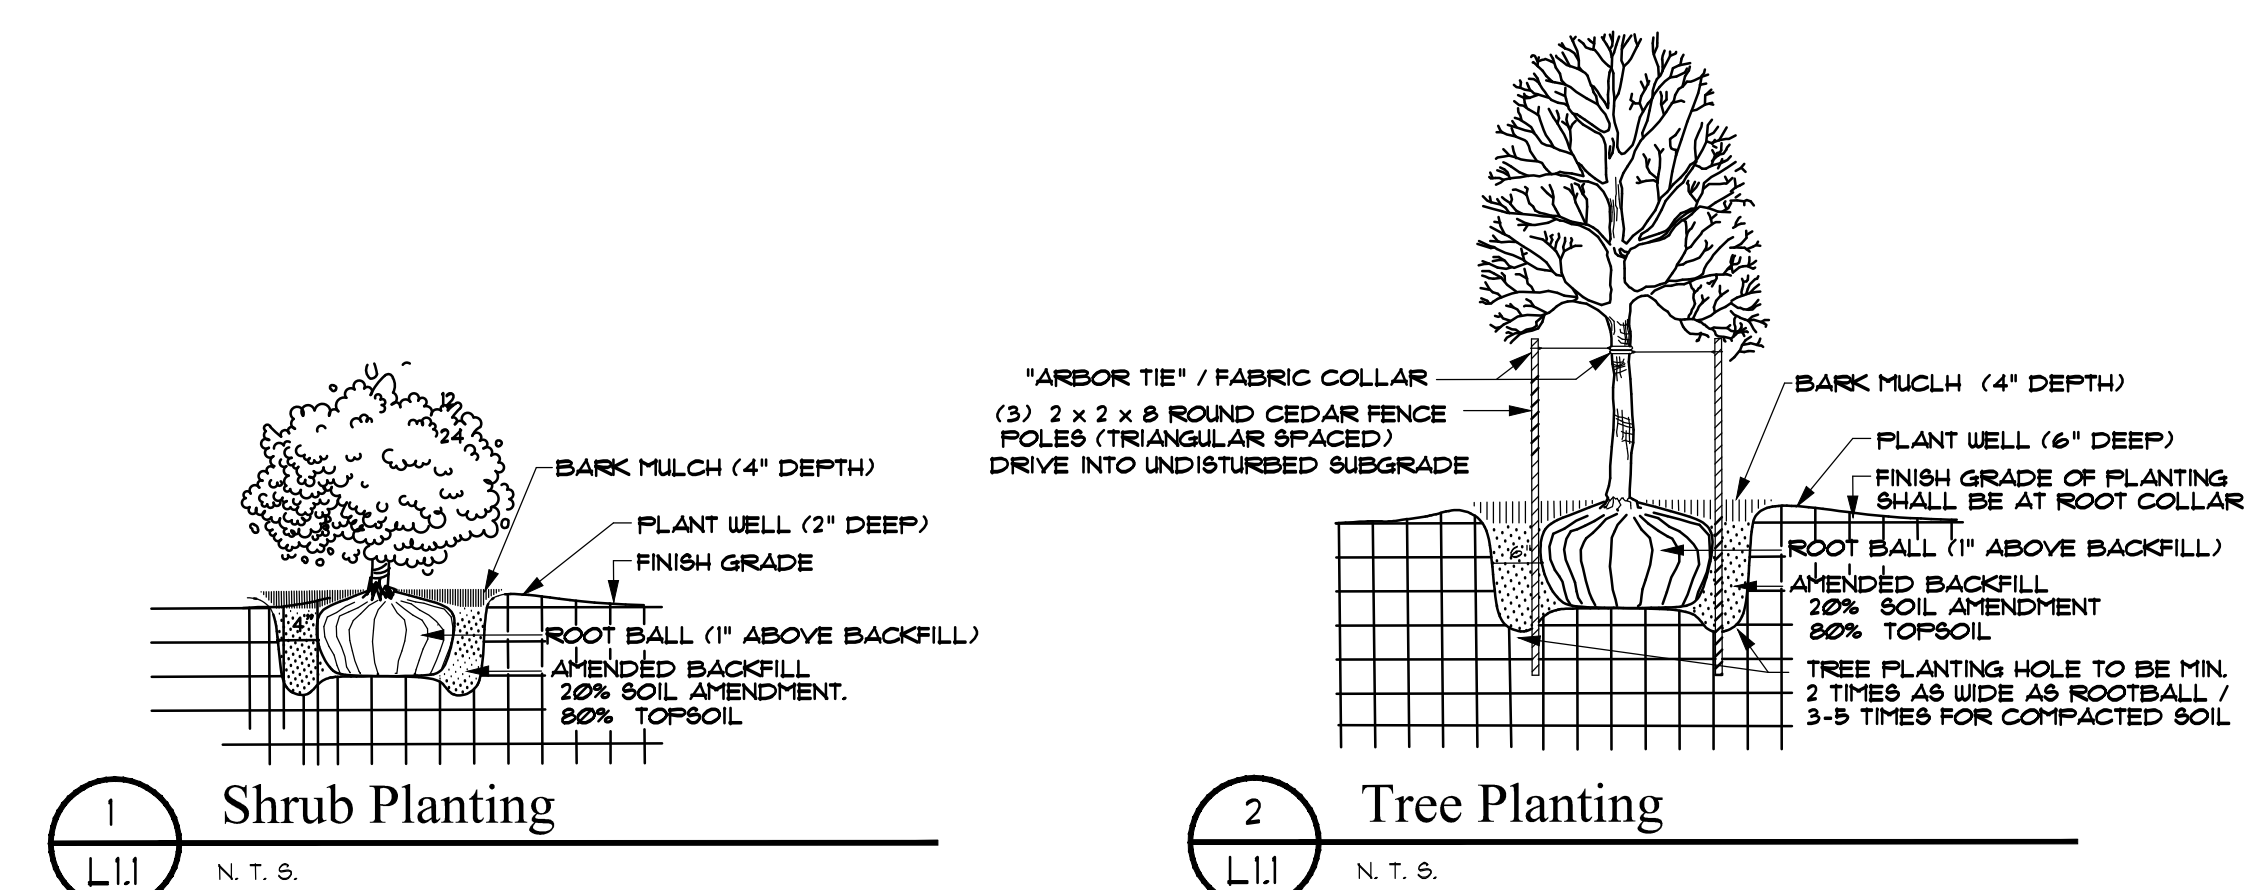 12
24
BARK MULCH (4" DEPTH)
PLANT WELL (2" DEEP)
FINISH GRADE
4"
ROOT BALL (1" ABOVE BACKFILL)
AMENDED BACKFILL
20% SOIL AMENDMENT.
80% TOPSOIL
1
L1.1
Shrub Planting
N. T. S.
"ARBOR TIE" / FABRIC COLLAR
(3) 2 x 2 x 8 ROUND CEDAR FENCE
POLES (TRIANGULAR SPACED)
DRIVE INTO UNDISTURBED SUBGRADE
BARK MUCLH (4" DEPTH)
PLANT WELL (6" DEEP)
FINISH GRADE OF PLANTING
SHALL BE AT ROOT COLLAR
6"
ROOT BALL (1" ABOVE BACKFILL)
AMENDED BACKFILL
20% SOIL AMENDMENT
80% TOPSOIL
TREE PLANTING HOLE TO BE MIN.
2 TIMES AS WIDE AS ROOTBALL /
3-5 TIMES FOR COMPACTED SOIL
2
L1.1
Tree Planting
N. T. S.